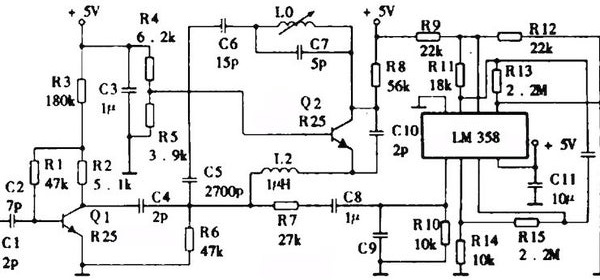 + 5V
R4
6.2k
R3
180k
C3
1μ
R5
3.9k
R1
47k
R2
5.1k
C2
7p
C1
2p
Q1
R25
C4
2p
C5
2700p
R6
47k
C6
15p
L0
C7
5p
Q2
R25
L2
1μH
R7
27k
C8
1μ
C9
+ 5V
R8
56k
C10
2p
R9
22k
R11
18k
R12
22k
R13
2.2M
LM 358
+ 5V
C11
10μ
R10
10k
R14
10k
R15
2.2M